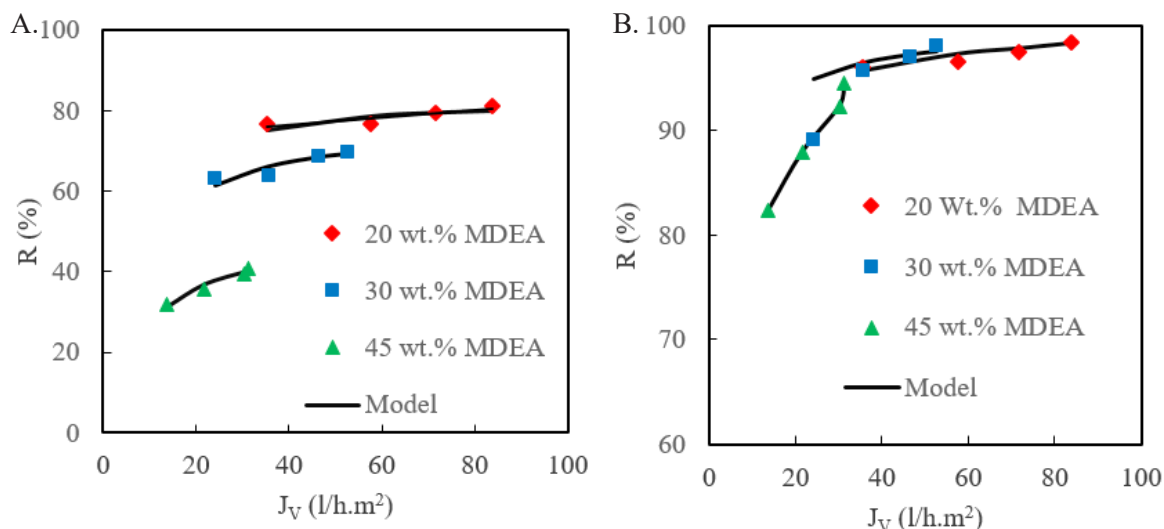 A.
100
80
60
40
20
0
R (%)
20 wt.% MDEA
30 wt.% MDEA
45 wt.% MDEA
Model
0 20 40 60 80 100
J_V (l/h.m²)
B.
100
90
80
70
60
R (%)
20 Wt.% MDEA
30 wt.% MDEA
45 wt.% MDEA
Model
0 20 40 60 80 100
J_V (l/h.m²)